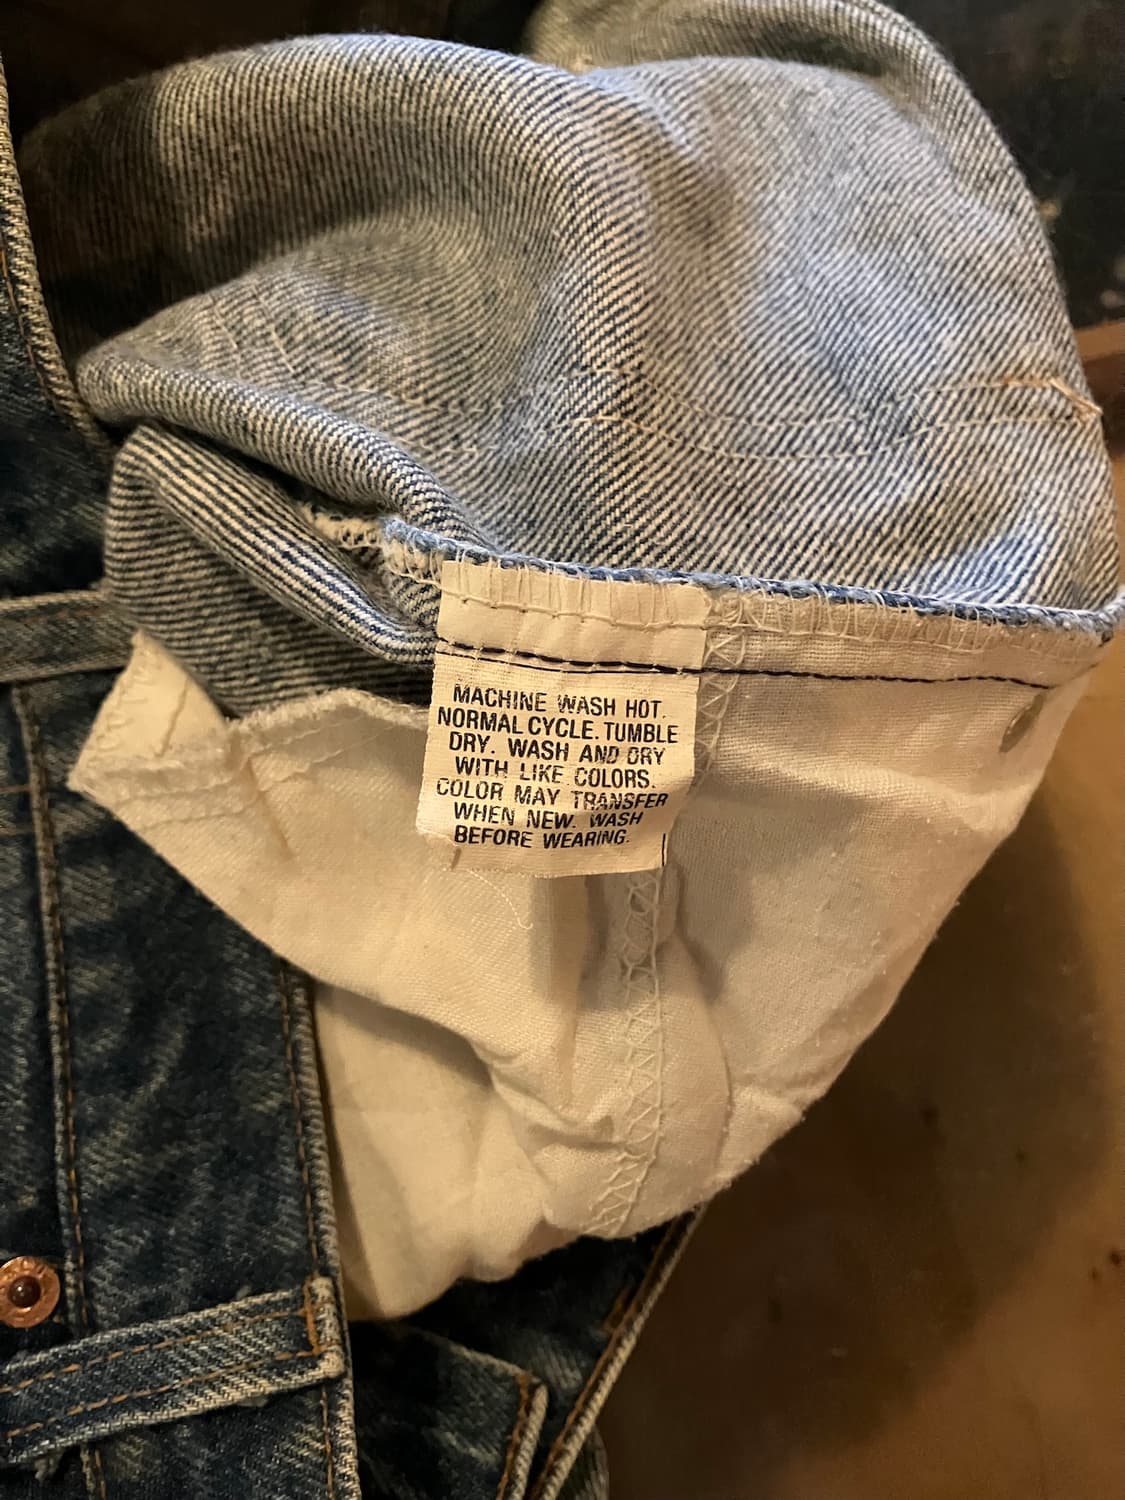 MACHINE WASH HOT.
NORMAL CYCLE. TUMBLE
DRY. WASH AND DRY
WITH LIKE COLORS.
COLOR MAY TRANSFER
WHEN NEW. WASH
BEFORE WEARING.